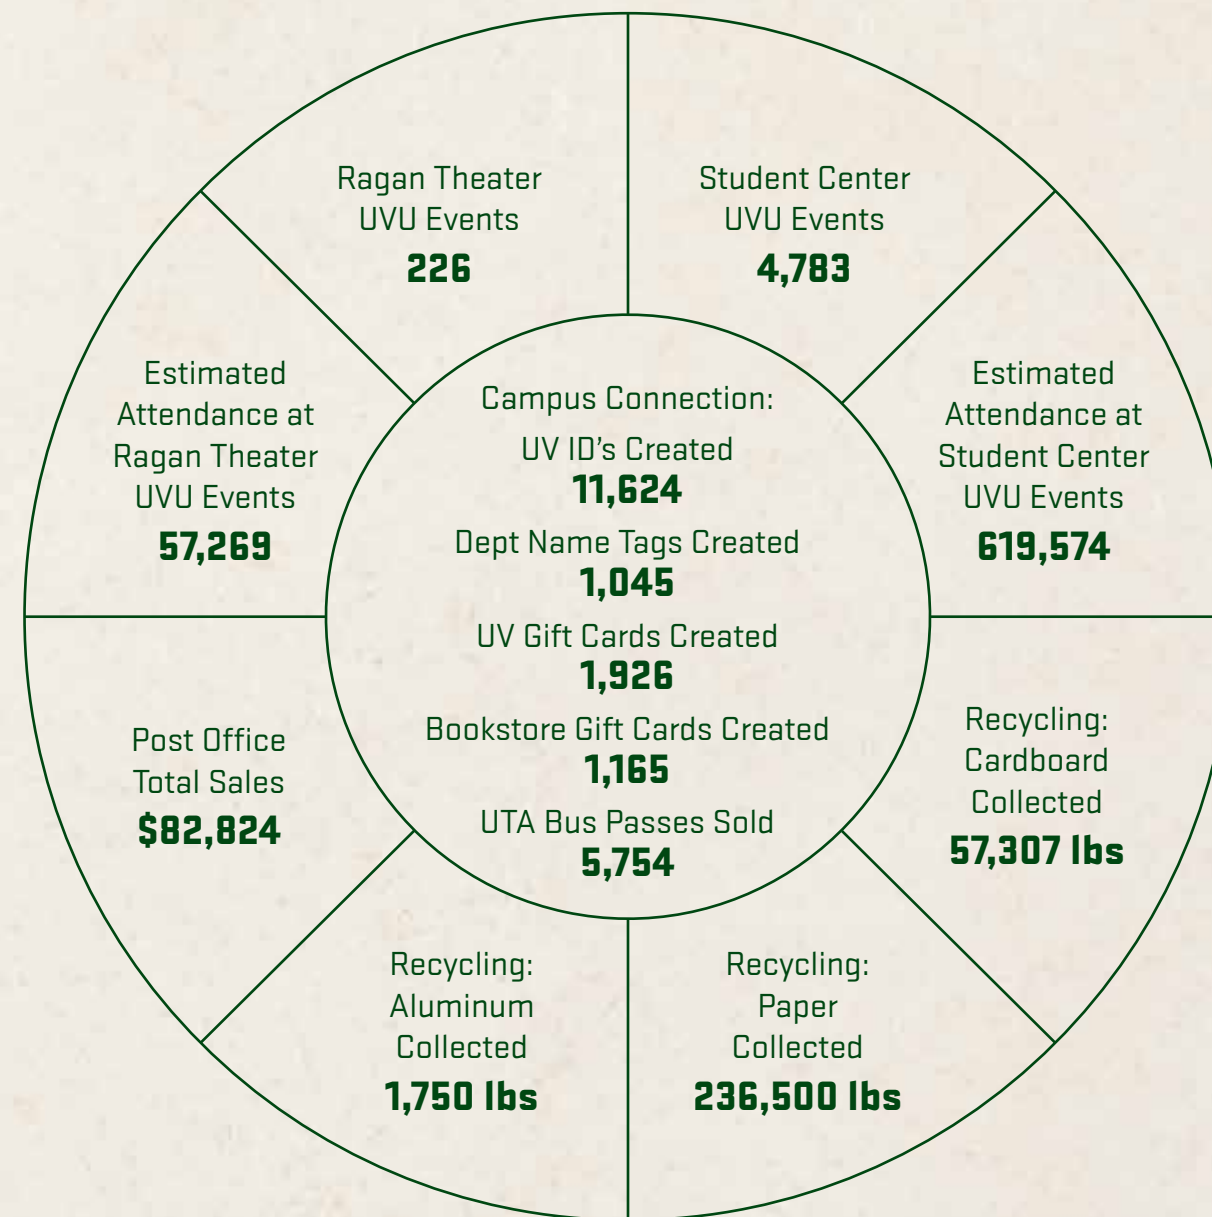 Ragan Theater
UVU Events
226
Student Center
UVU Events
4,783
Estimated
Attendance at
Student Center
UVU Events
619,574
Recycling:
Cardboard
Collected
57,307 lbs
Recycling:
Paper
Collected
236,500 lbs
Recycling:
Aluminum
Collected
1,750 lbs
Post Office
Total Sales
$82,824
Estimated
Attendance at
Ragan Theater
UVU Events
57,269
Campus Connection:
UV ID's Created
11,624
Dept Name Tags Created
1,045
UV Gift Cards Created
1,926
Bookstore Gift Cards Created
1,165
UTA Bus Passes Sold
5,754